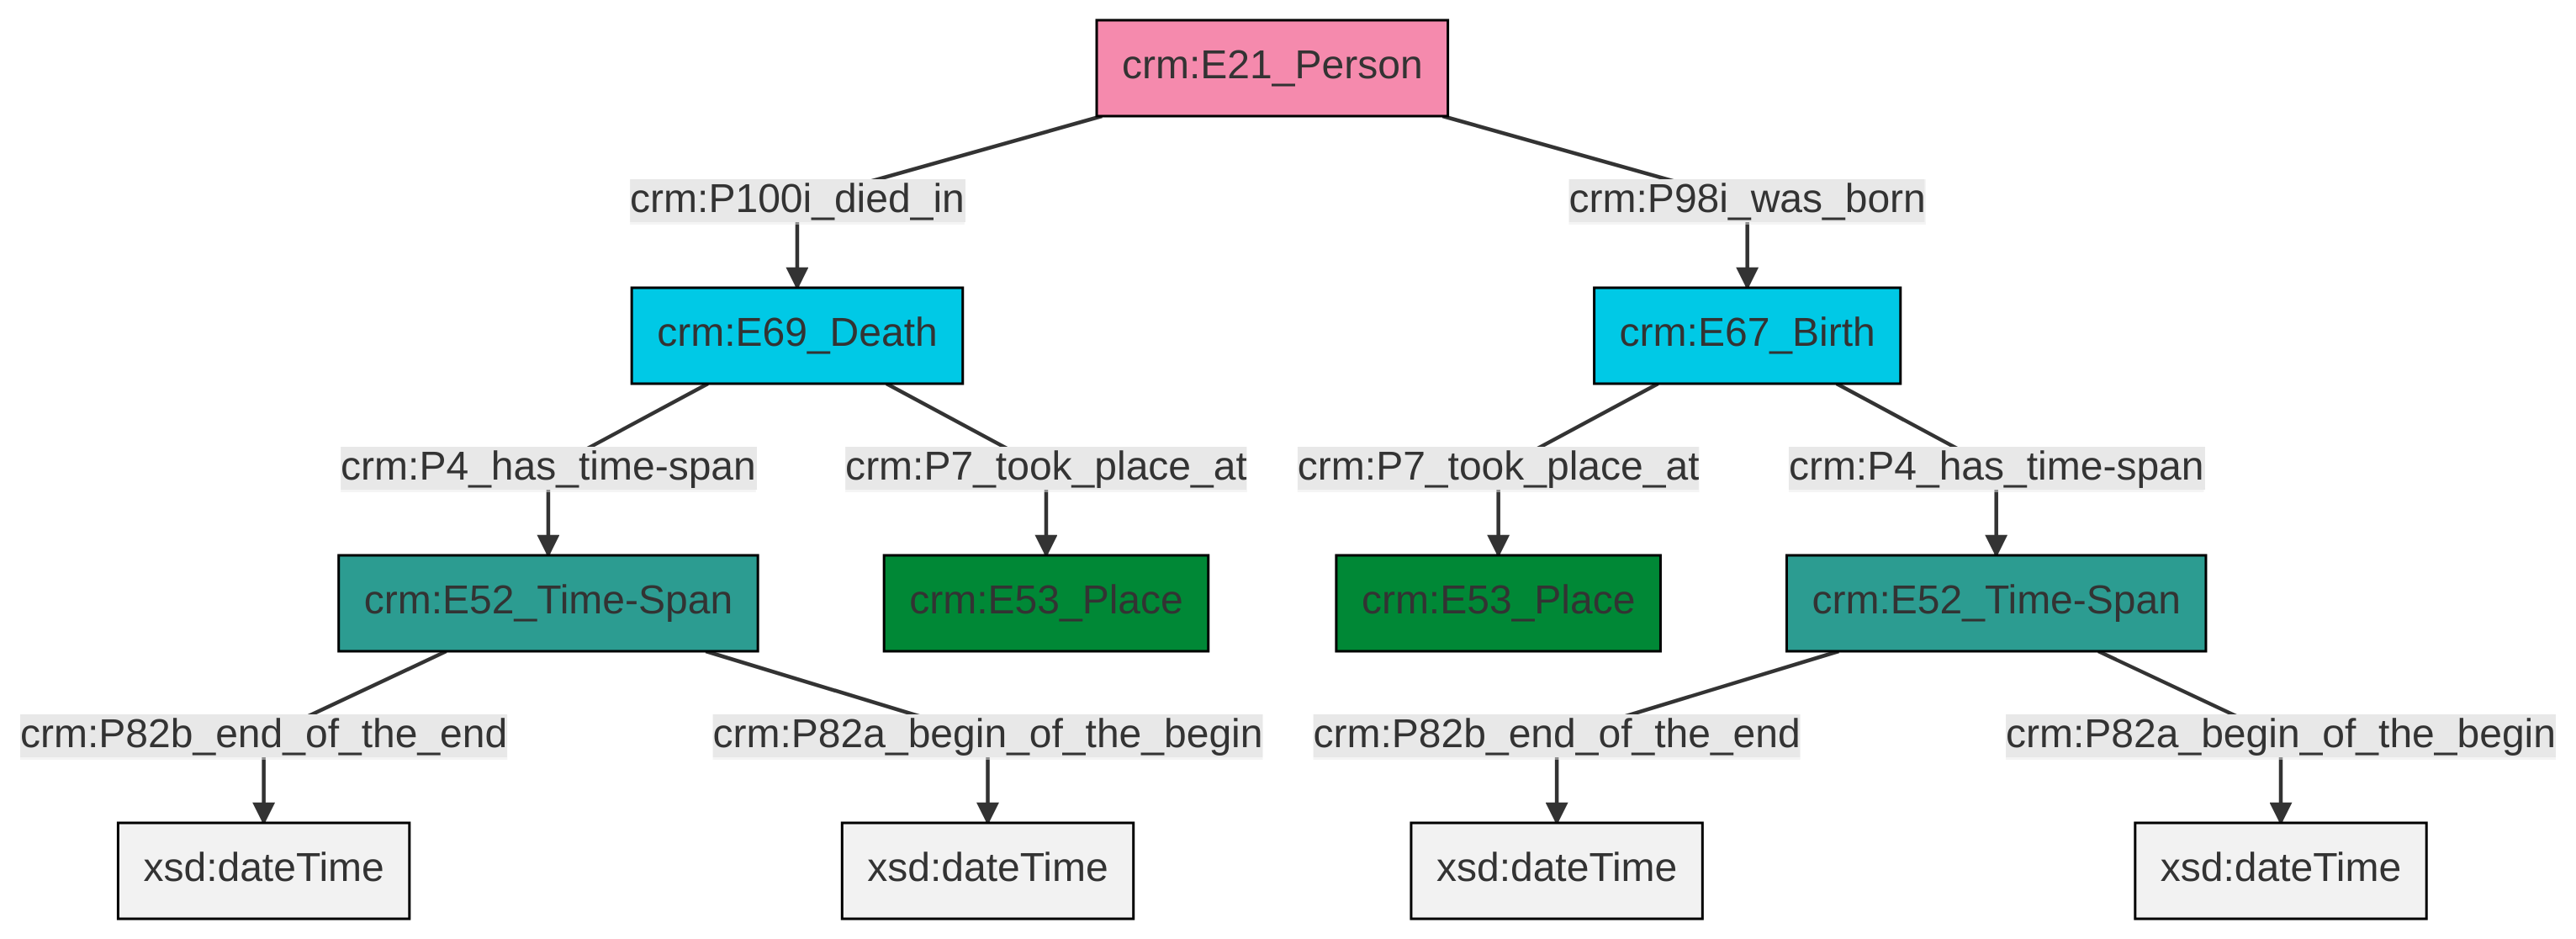 crm:E21_Person
crm:P100i_died_in
crm:P98i_was_born
crm:E69_Death
crm:E67_Birth
crm:P4_has_time-span
crm:P7_took_place_at
crm:P7_took_place_at
crm:P4_has_time-span
crm:E52_Time-Span
crm:E53_Place
crm:E53_Place
crm:E52_Time-Span
crm:P82b_end_of_the_end
crm:P82a_begin_of_the_begin
crm:P82b_end_of_the_end
crm:P82a_begin_of_the_begin
xsd:dateTime
xsd:dateTime
xsd:dateTime
xsd:dateTime